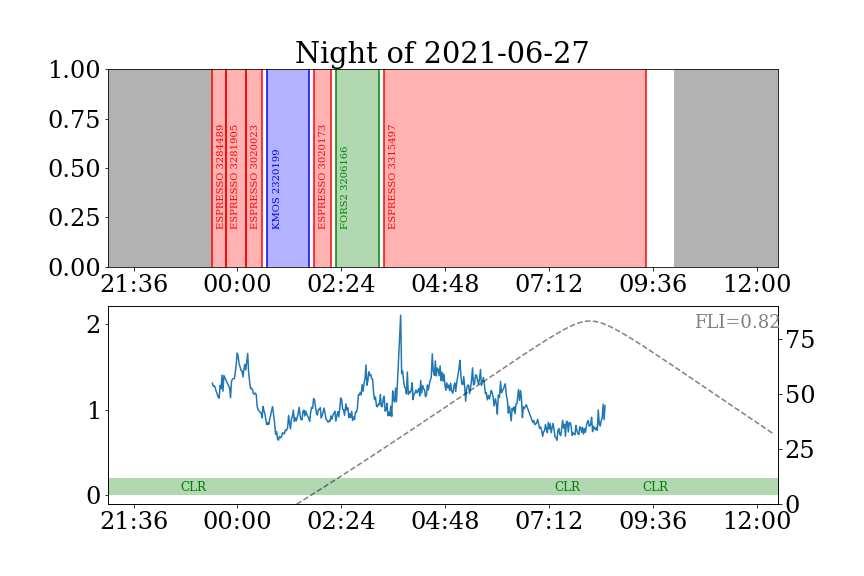 Night of 2021-06-27
1.00
0.75
0.50
0.25
0.00
ESPRESSO 3284489
ESPRESSO 3281905
ESPRESSO 3020023
KMOS 2320199
ESPRESSO 3020173
FORS2 3206166
ESPRESSO 3315497
21:36 00:00 02:24 04:48 07:12 09:36 12:00
FLI=0.82
2
1
0
75
50
25
0
CLR CLR CLR
21:36 00:00 02:24 04:48 07:12 09:36 12:00